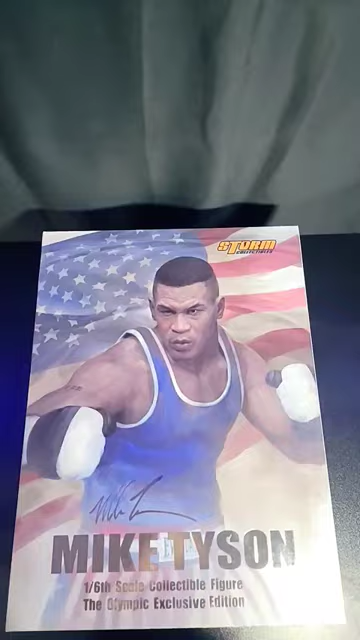 STORM
COLLECTIBLES
MIKE TYSON
1/6th Scale Collectible Figure
The Olympic Exclusive Edition